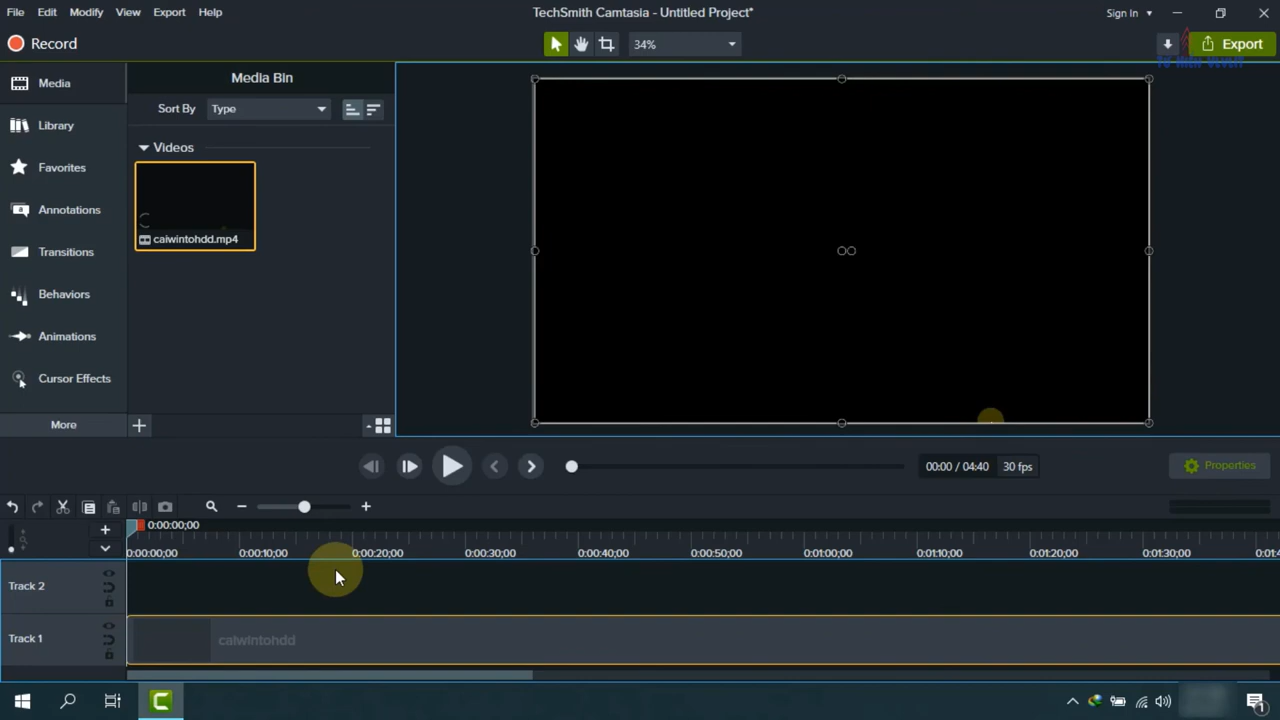 File Edit Modify View Export Help
TechSmith Camtasia - Untitled Project*
Sign In
Record
34%
Export
Media
Library
Favorites
Annotations
Transitions
Behaviors
Animations
Cursor Effects
More
Media Bin
Sort By Type
Videos
caiwintohdd.mp4
00:00 / 04:40 30 fps
Properties
0:00:00;00
0:00:00;00 0:00:10;00 0:00:20;00 0:00:30;00 0:00:40;00 0:00:50;00 0:01:00;00 0:01:10;00 0:01:20;00 0:01:30;00
Track 2
Track 1
caiwintohdd
1